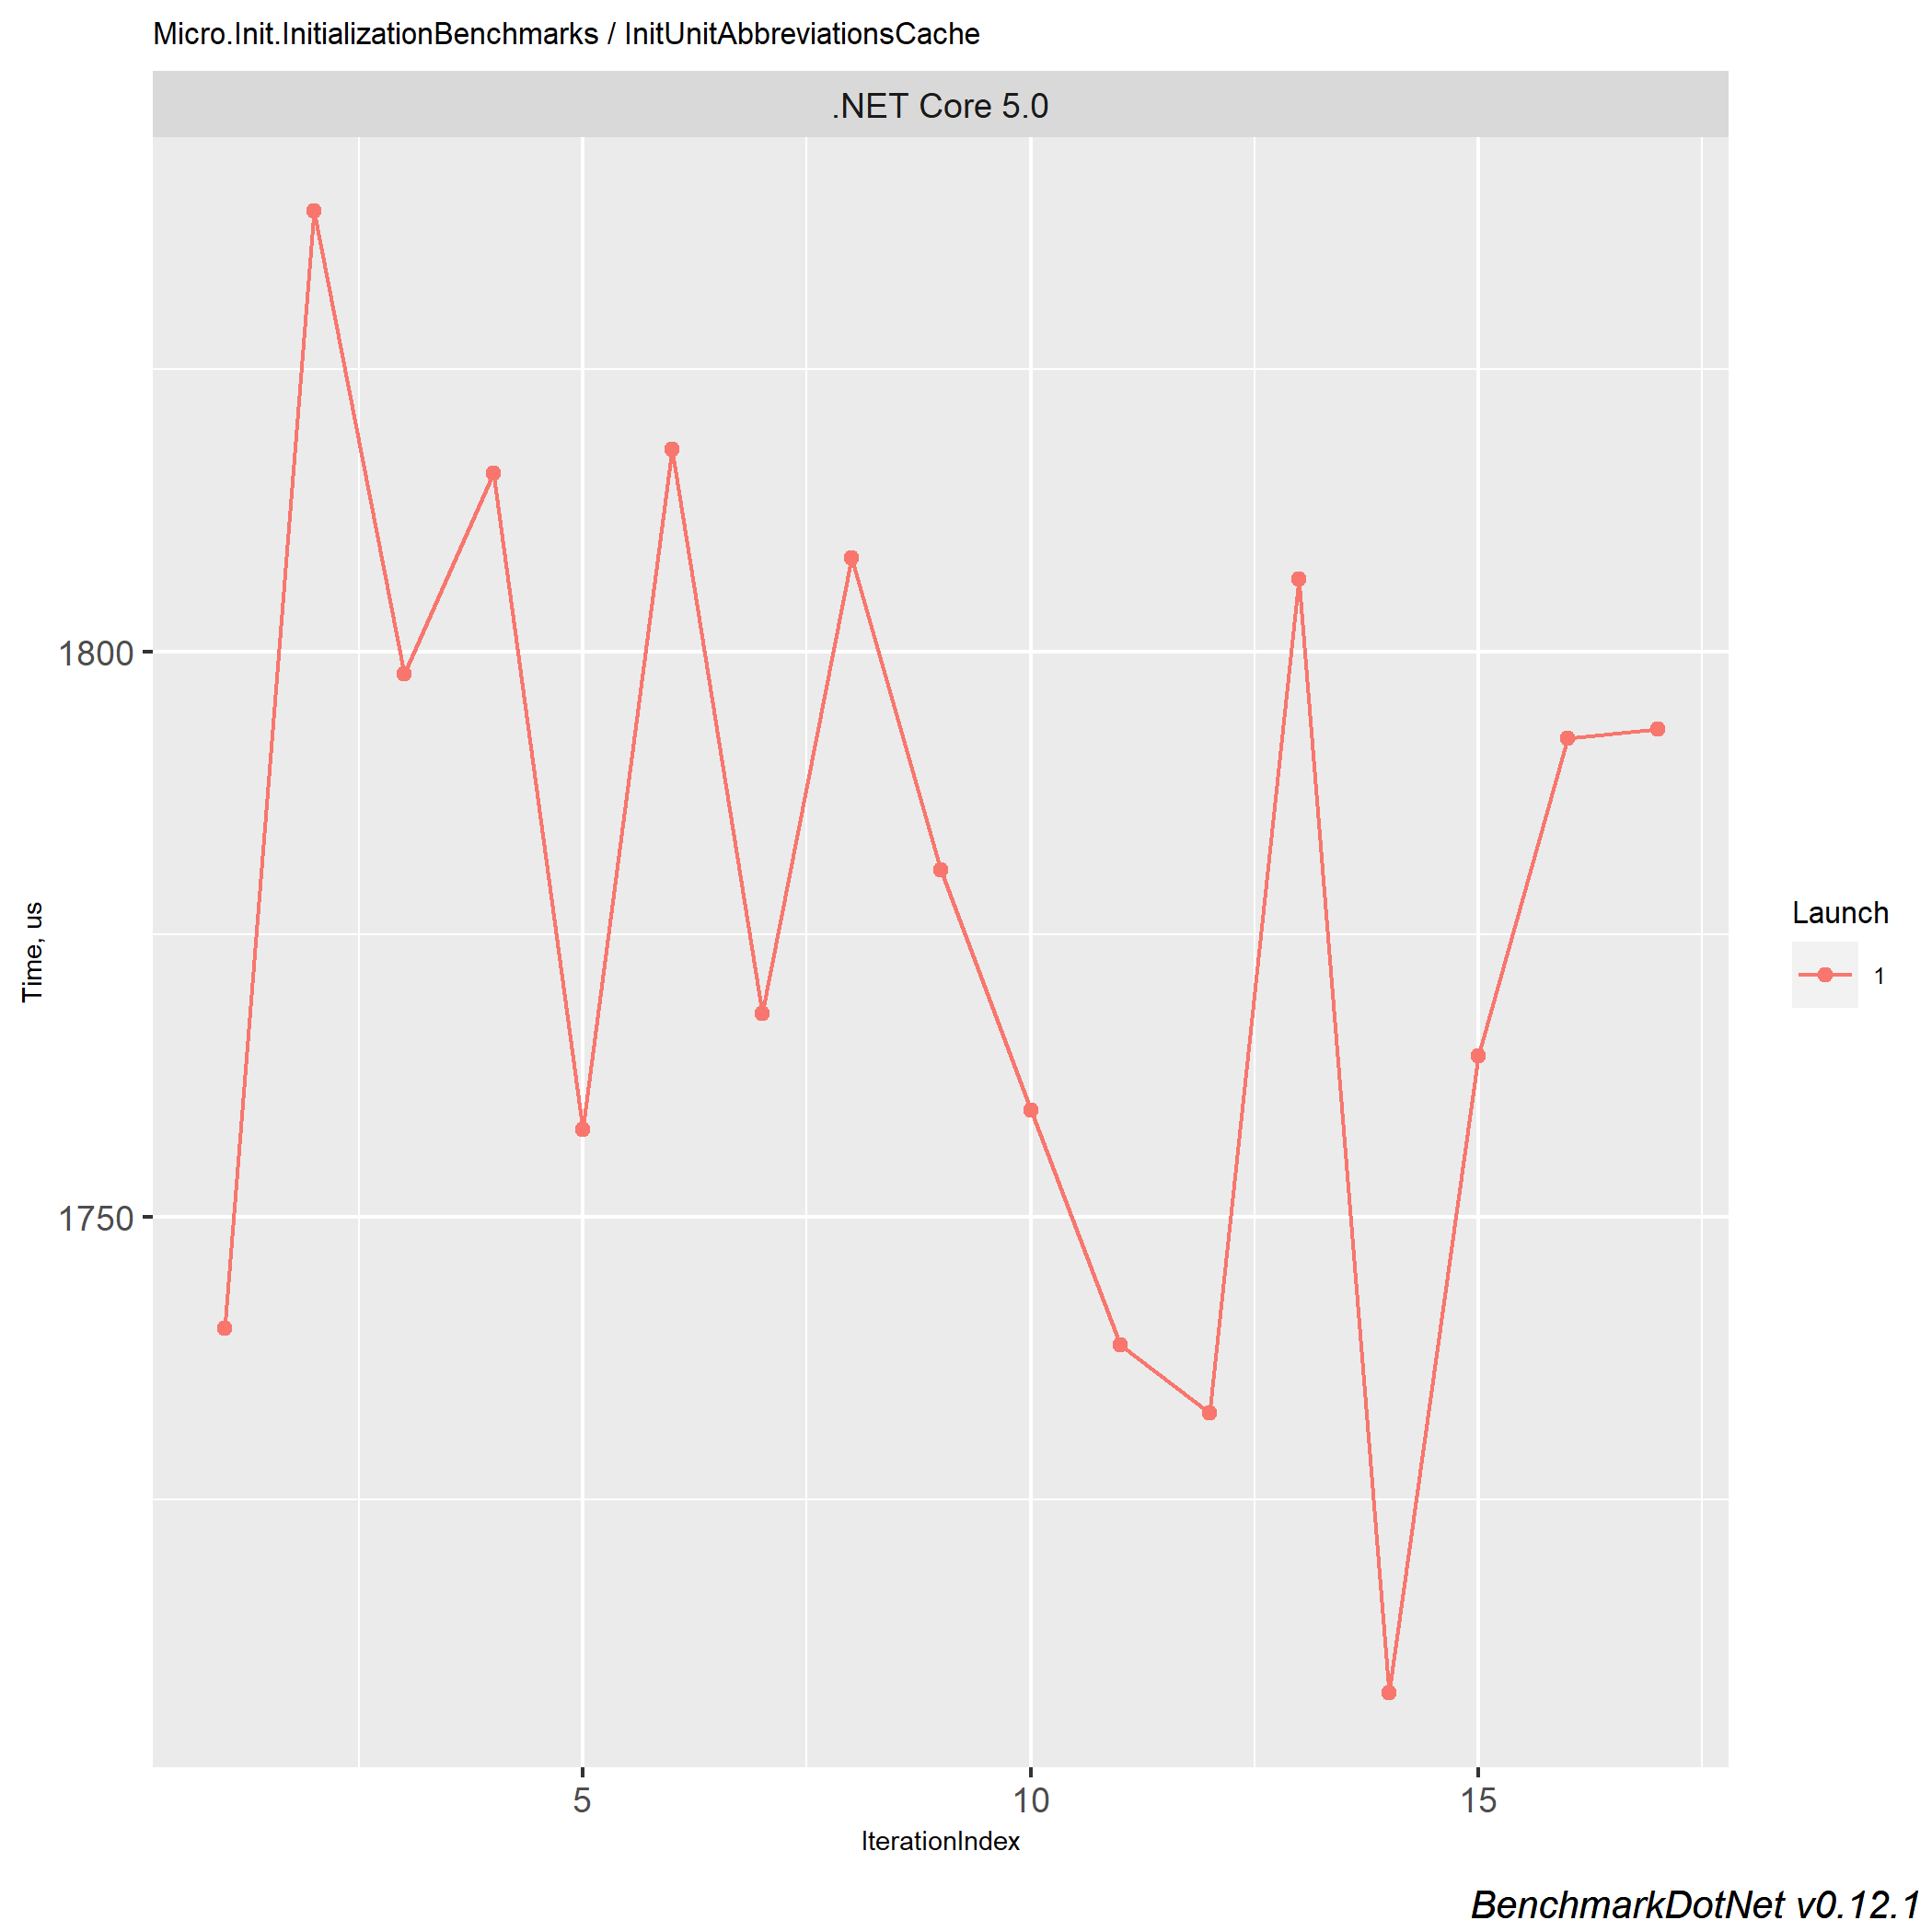 Micro.Init.InitializationBenchmarks / InitUnitAbbreviationsCache
.NET Core 5.0
1800
1750
Time, us
5
10
15
IterationIndex
Launch
1
BenchmarkDotNet v0.12.1